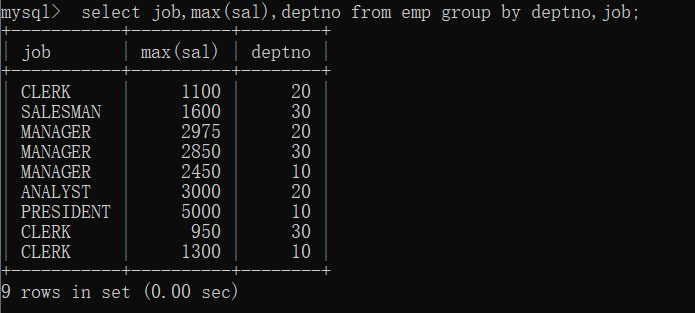 mysql>  select job,max(sal),deptno from emp group by deptno,job;
+-----------+----------+--------+
| job       | max(sal) | deptno |
+-----------+----------+--------+
| CLERK     |     1100 |     20 |
| SALESMAN  |     1600 |     30 |
| MANAGER   |     2975 |     20 |
| MANAGER   |     2850 |     30 |
| MANAGER   |     2450 |     10 |
| ANALYST   |     3000 |     20 |
| PRESIDENT |     5000 |     10 |
| CLERK     |      950 |     30 |
| CLERK     |     1300 |     10 |
+-----------+----------+--------+
9 rows in set (0.00 sec)